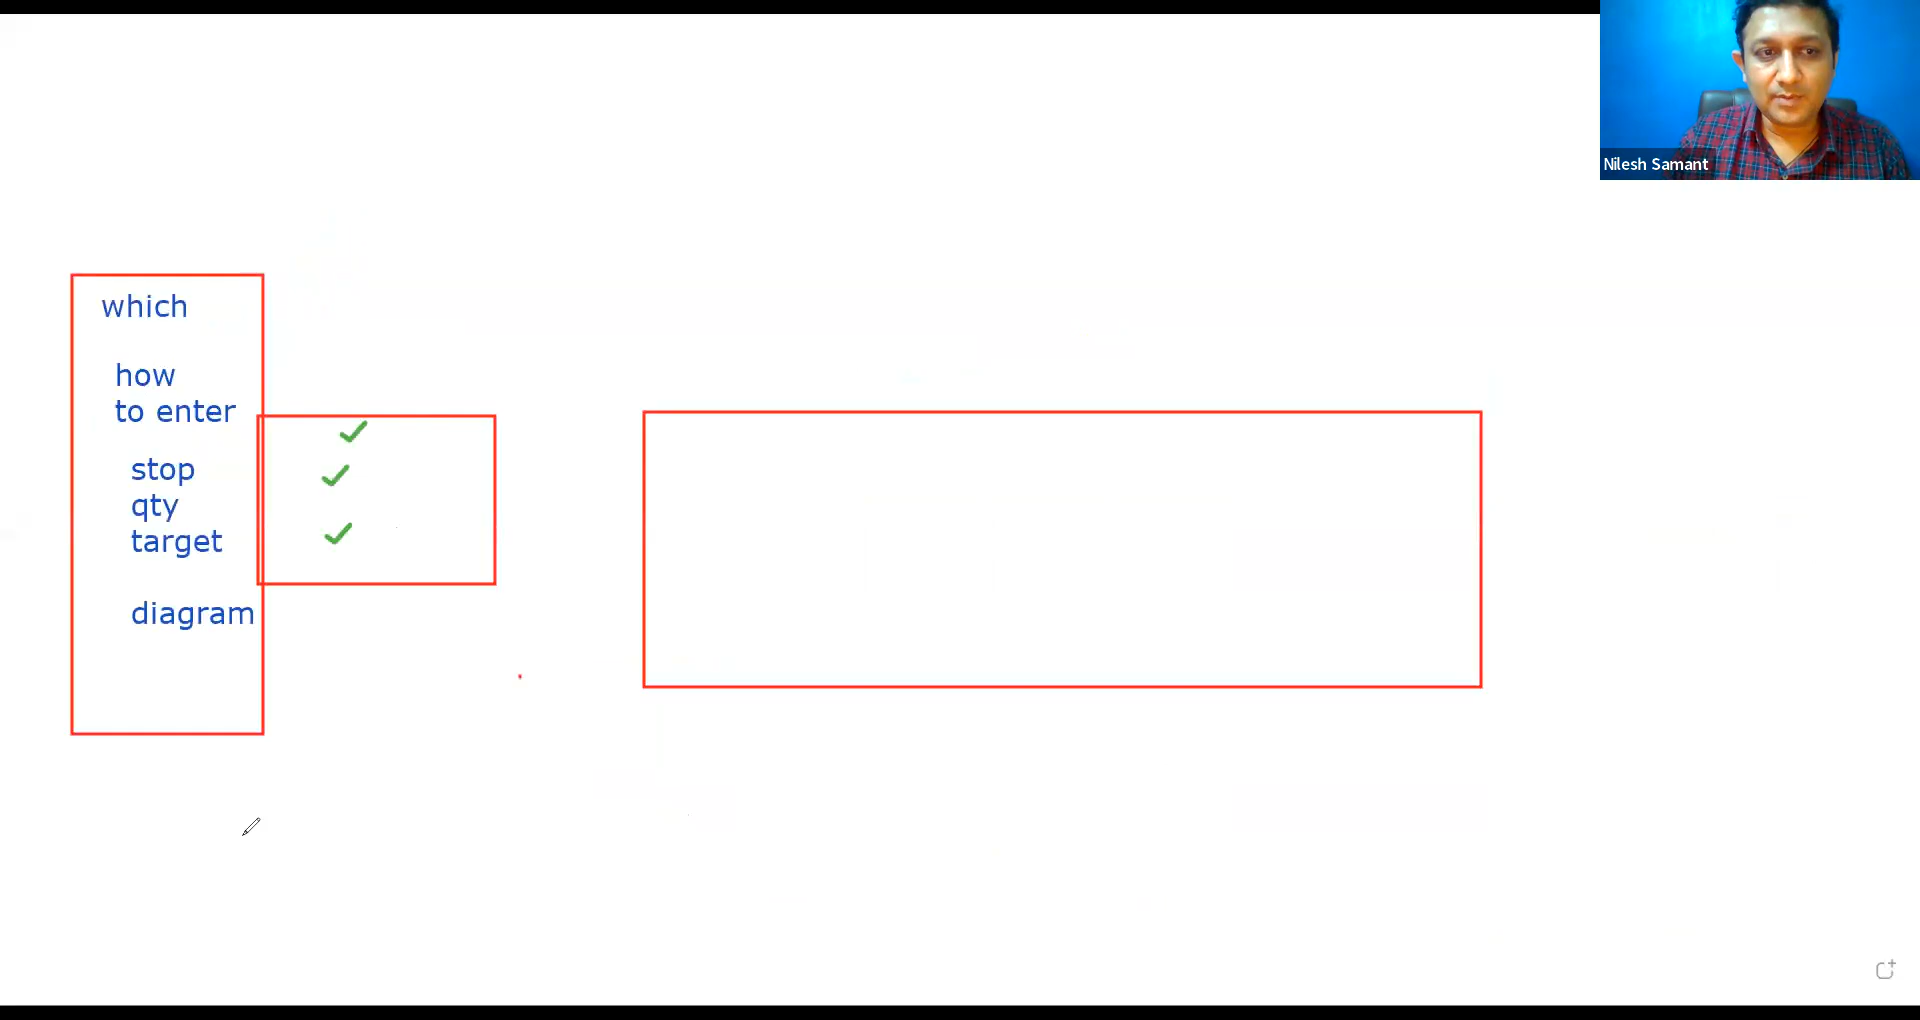 Nilesh Samant
which
how
to enter
stop
qty
target
diagram